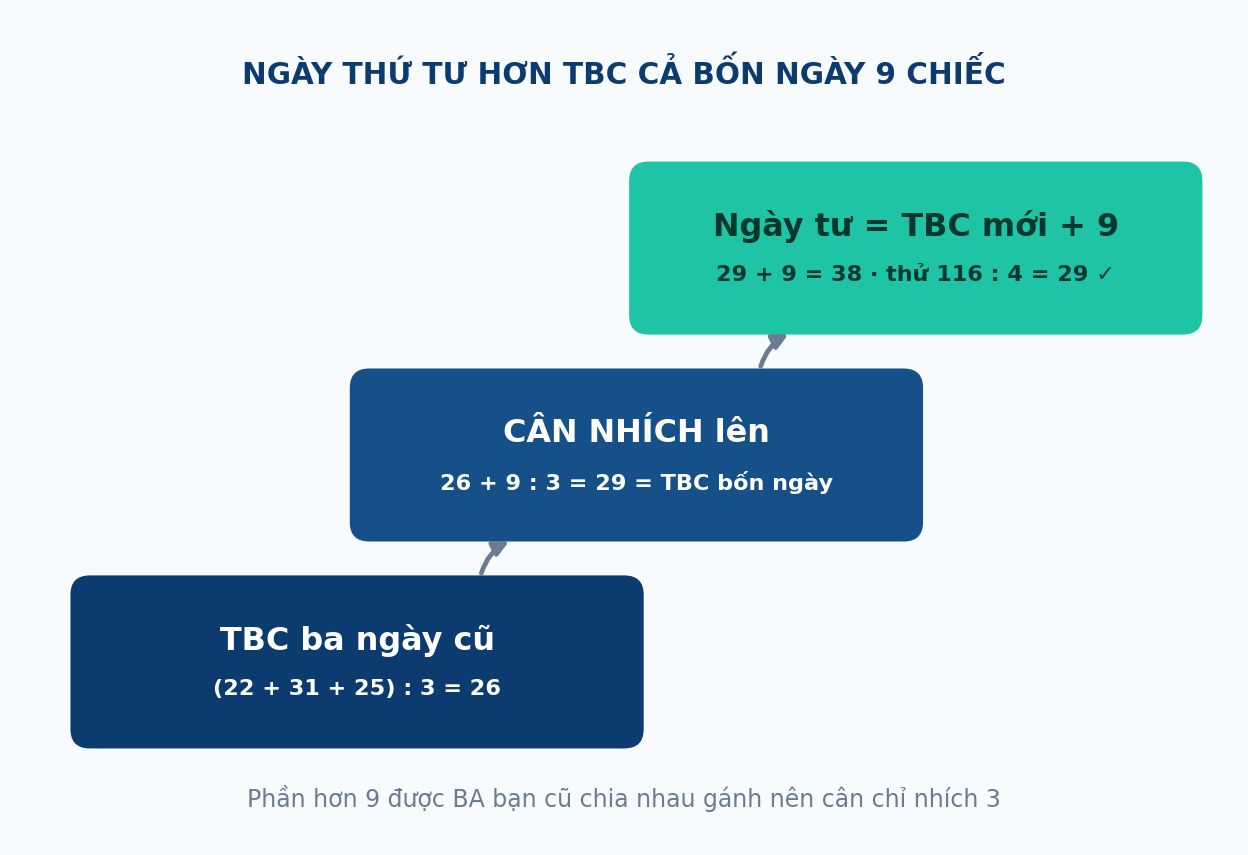 NGÀY THỨ TƯ HƠN TBC CẢ BỐN NGÀY 9 CHIẾC
Ngày tư = TBC mới + 9
29 + 9 = 38 · thử 116 : 4 = 29 ✓
CÂN NHÍCH lên
26 + 9 : 3 = 29 = TBC bốn ngày
TBC ba ngày cũ
(22 + 31 + 25) : 3 = 26
Phần hơn 9 được BA bạn cũ chia nhau gánh nên cân chỉ nhích 3